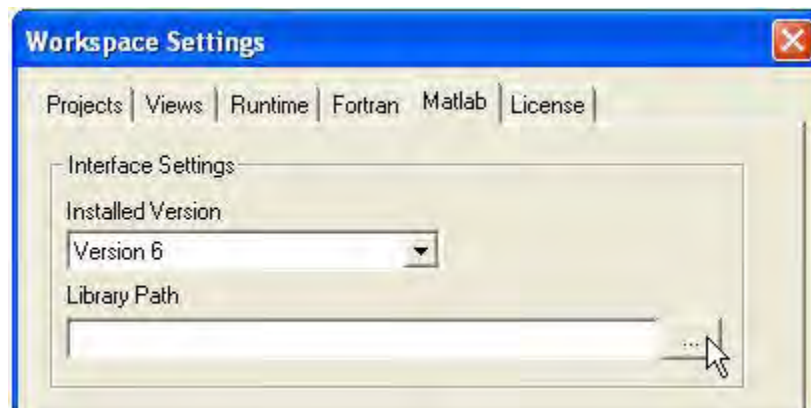 Workspace Settings
Projects Views Runtime Fortran Matlab License
Interface Settings
Installed Version
Version 6
Library Path
...